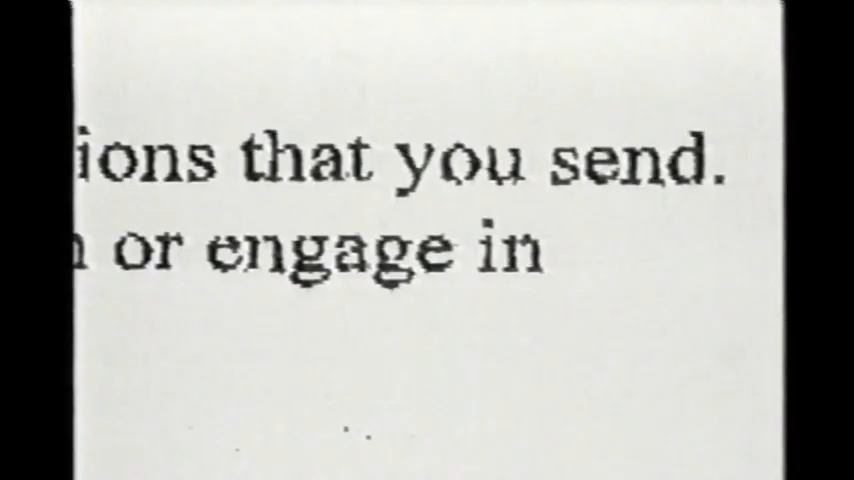 ions that you send.
or engage in